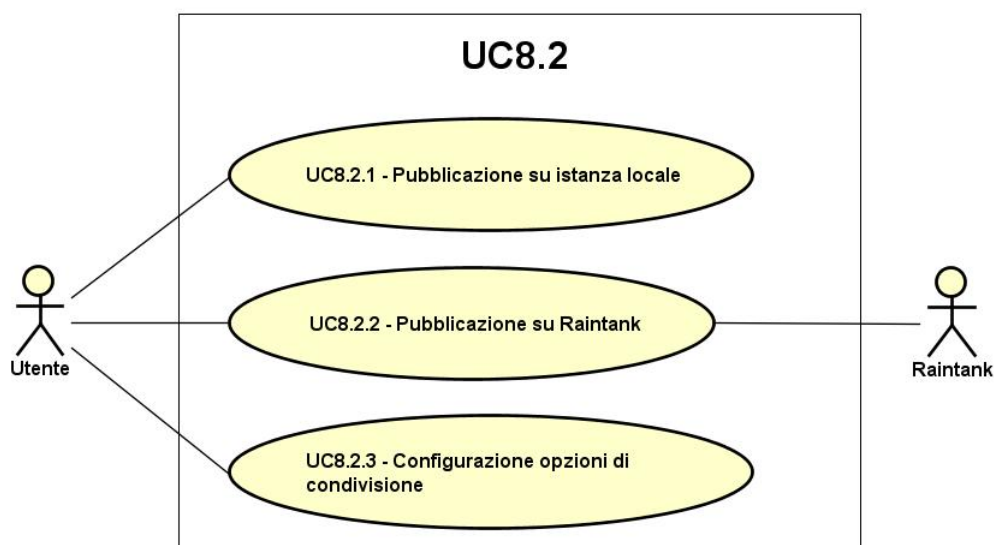 UC8.2
UC8.2.1 - Pubblicazione su istanza locale
UC8.2.2 - Pubblicazione su Raintank
Utente
Raintank
UC8.2.3 - Configurazione opzioni di
condivisione